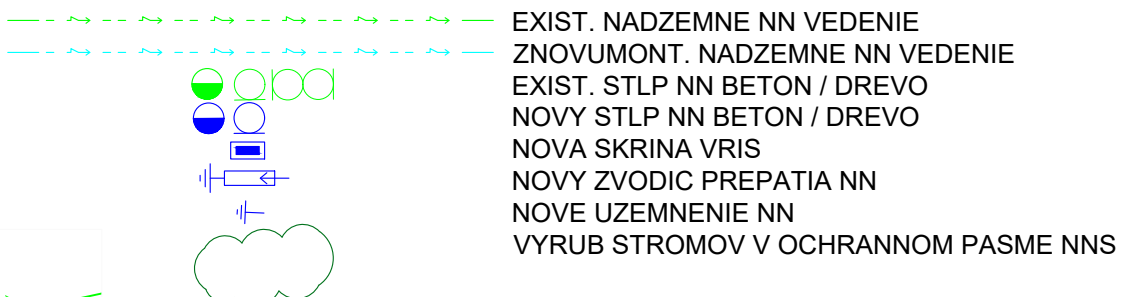 EXIST. NADZEMNE NN VEDENIE
ZNOVUMONT. NADZEMNE NN VEDENIE
EXIST. STLP NN BETON / DREVO
NOVY STLP NN BETON / DREVO
NOVA SKRINA VRIS
NOVY ZVODIC PREPATIA NN
NOVE UZEMNENIE NN
VYRUB STROMOV V OCHRANNOM PASME NNS